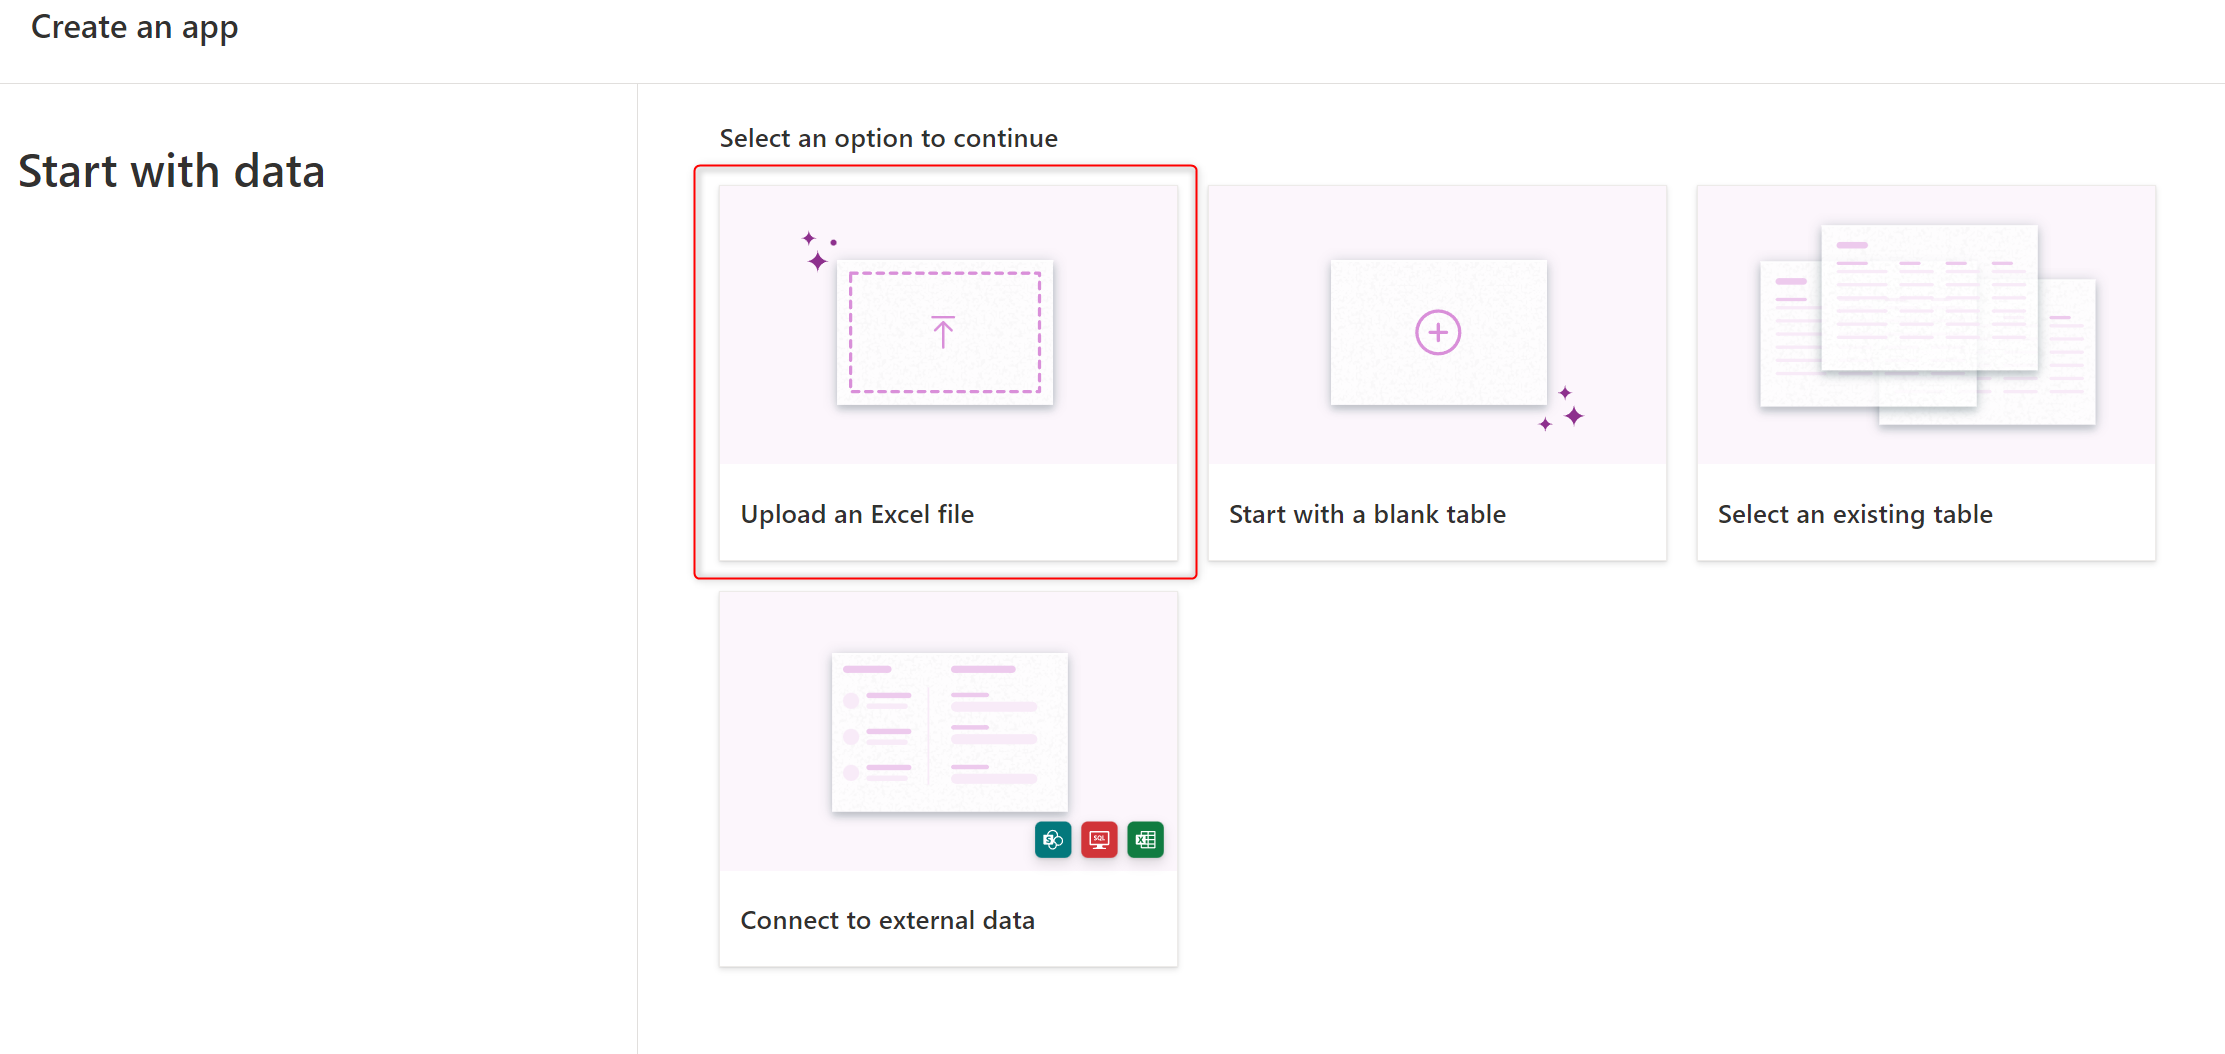 Create an app
Start with data
Select an option to continue
Upload an Excel file
Start with a blank table
Select an existing table
SQL
Connect to external data